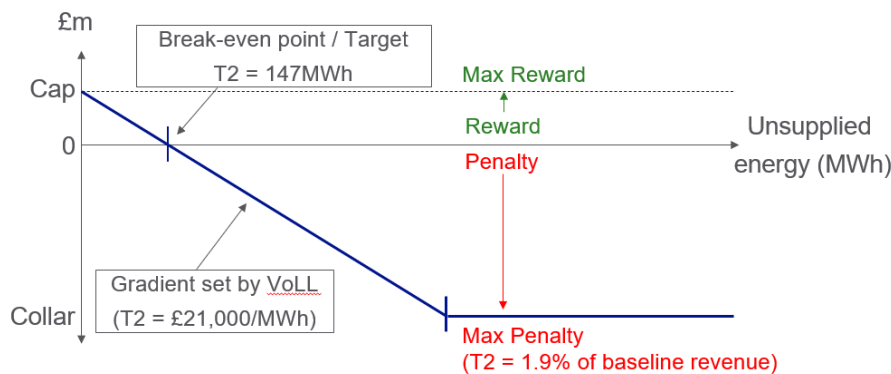 £m
Break-even point / Target
T2 = 147MWh
Cap
Max Reward
Reward
0
Penalty
Unsupplied
energy (MWh)
Gradient set by VoLL
(T2 = £21,000/MWh)
Collar
Max Penalty
(T2 = 1.9% of baseline revenue)